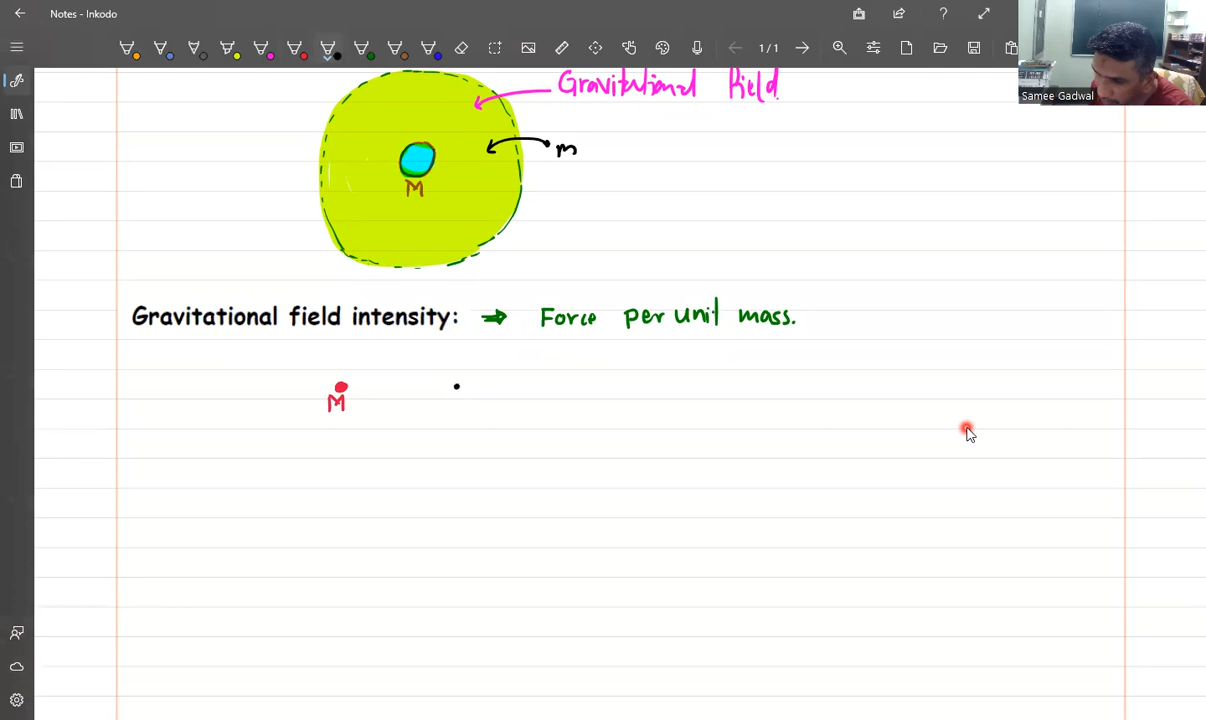 Notes - Inkodo
1/1
Samee Gadwal
Gravitational field
m
M
Gravitational field intensity: ⇒ Force per unit mass.
M